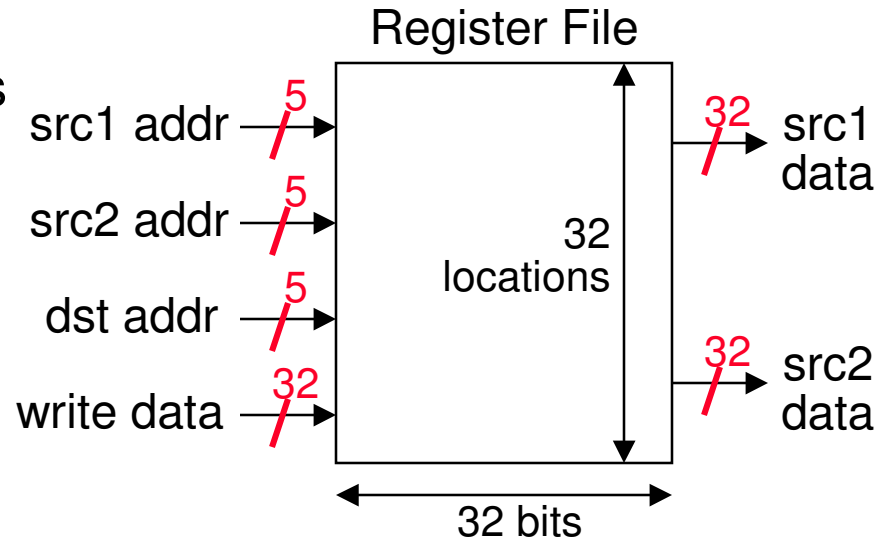 Register File
s
5
src1 addr
32
src1
data
5
src2 addr
32
locations
5
dst addr
32
src2
data
32
write data
32 bits